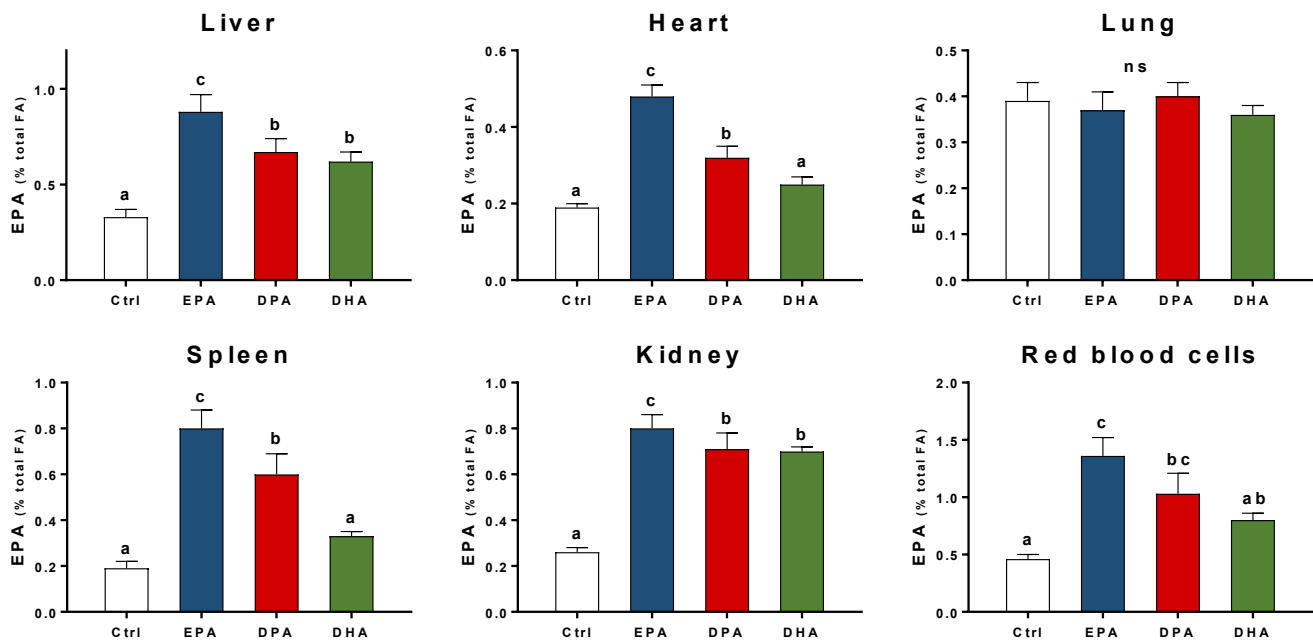 Liver
EPA (% total FA)
1.0
0.5
0.0
a
c
b
b
Ctrl EPA DPA DHA
Heart
EPA (% total FA)
0.6
0.4
0.2
0.0
a
c
b
a
Ctrl EPA DPA DHA
Lung
EPA (% total FA)
0.5
0.4
0.3
0.2
0.1
0.0
ns
Ctrl EPA DPA DHA
Spleen
EPA (% total FA)
1.0
0.8
0.6
0.4
0.2
0.0
a
c
b
a
Ctrl EPA DPA DHA
Kidney
EPA (% total FA)
1.0
0.8
0.6
0.4
0.2
0.0
a
c
b
b
Ctrl EPA DPA DHA
Red blood cells
EPA (% total FA)
2.0
1.5
1.0
0.5
0.0
a
c
bc
ab
Ctrl EPA DPA DHA